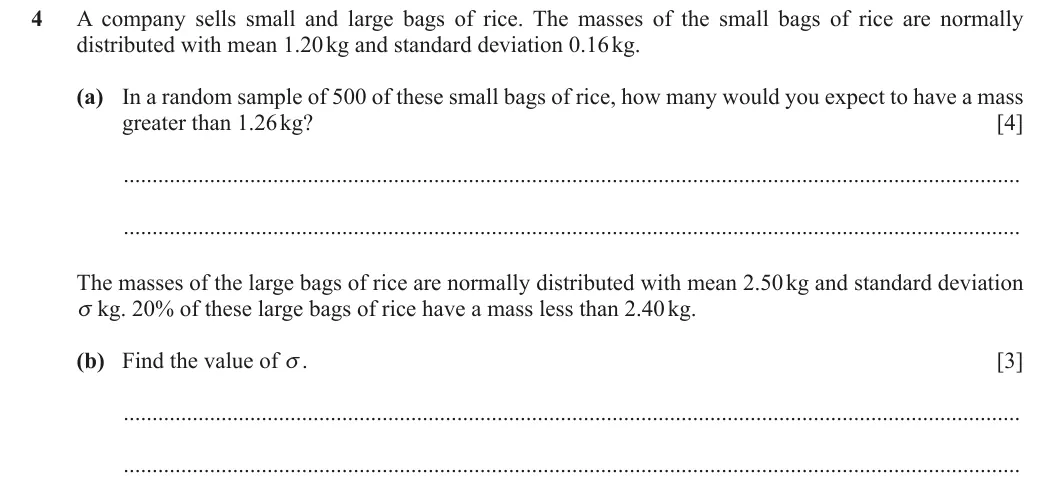 4 A company sells small and large bags of rice. The masses of the small bags of rice are normally
distributed with mean 1.20 kg and standard deviation 0.16 kg.
(a) In a random sample of 500 of these small bags of rice, how many would you expect to have a mass
greater than 1.26 kg? [4]
The masses of the large bags of rice are normally distributed with mean 2.50 kg and standard deviation
σ kg. 20% of these large bags of rice have a mass less than 2.40 kg.
(b) Find the value of σ. [3]